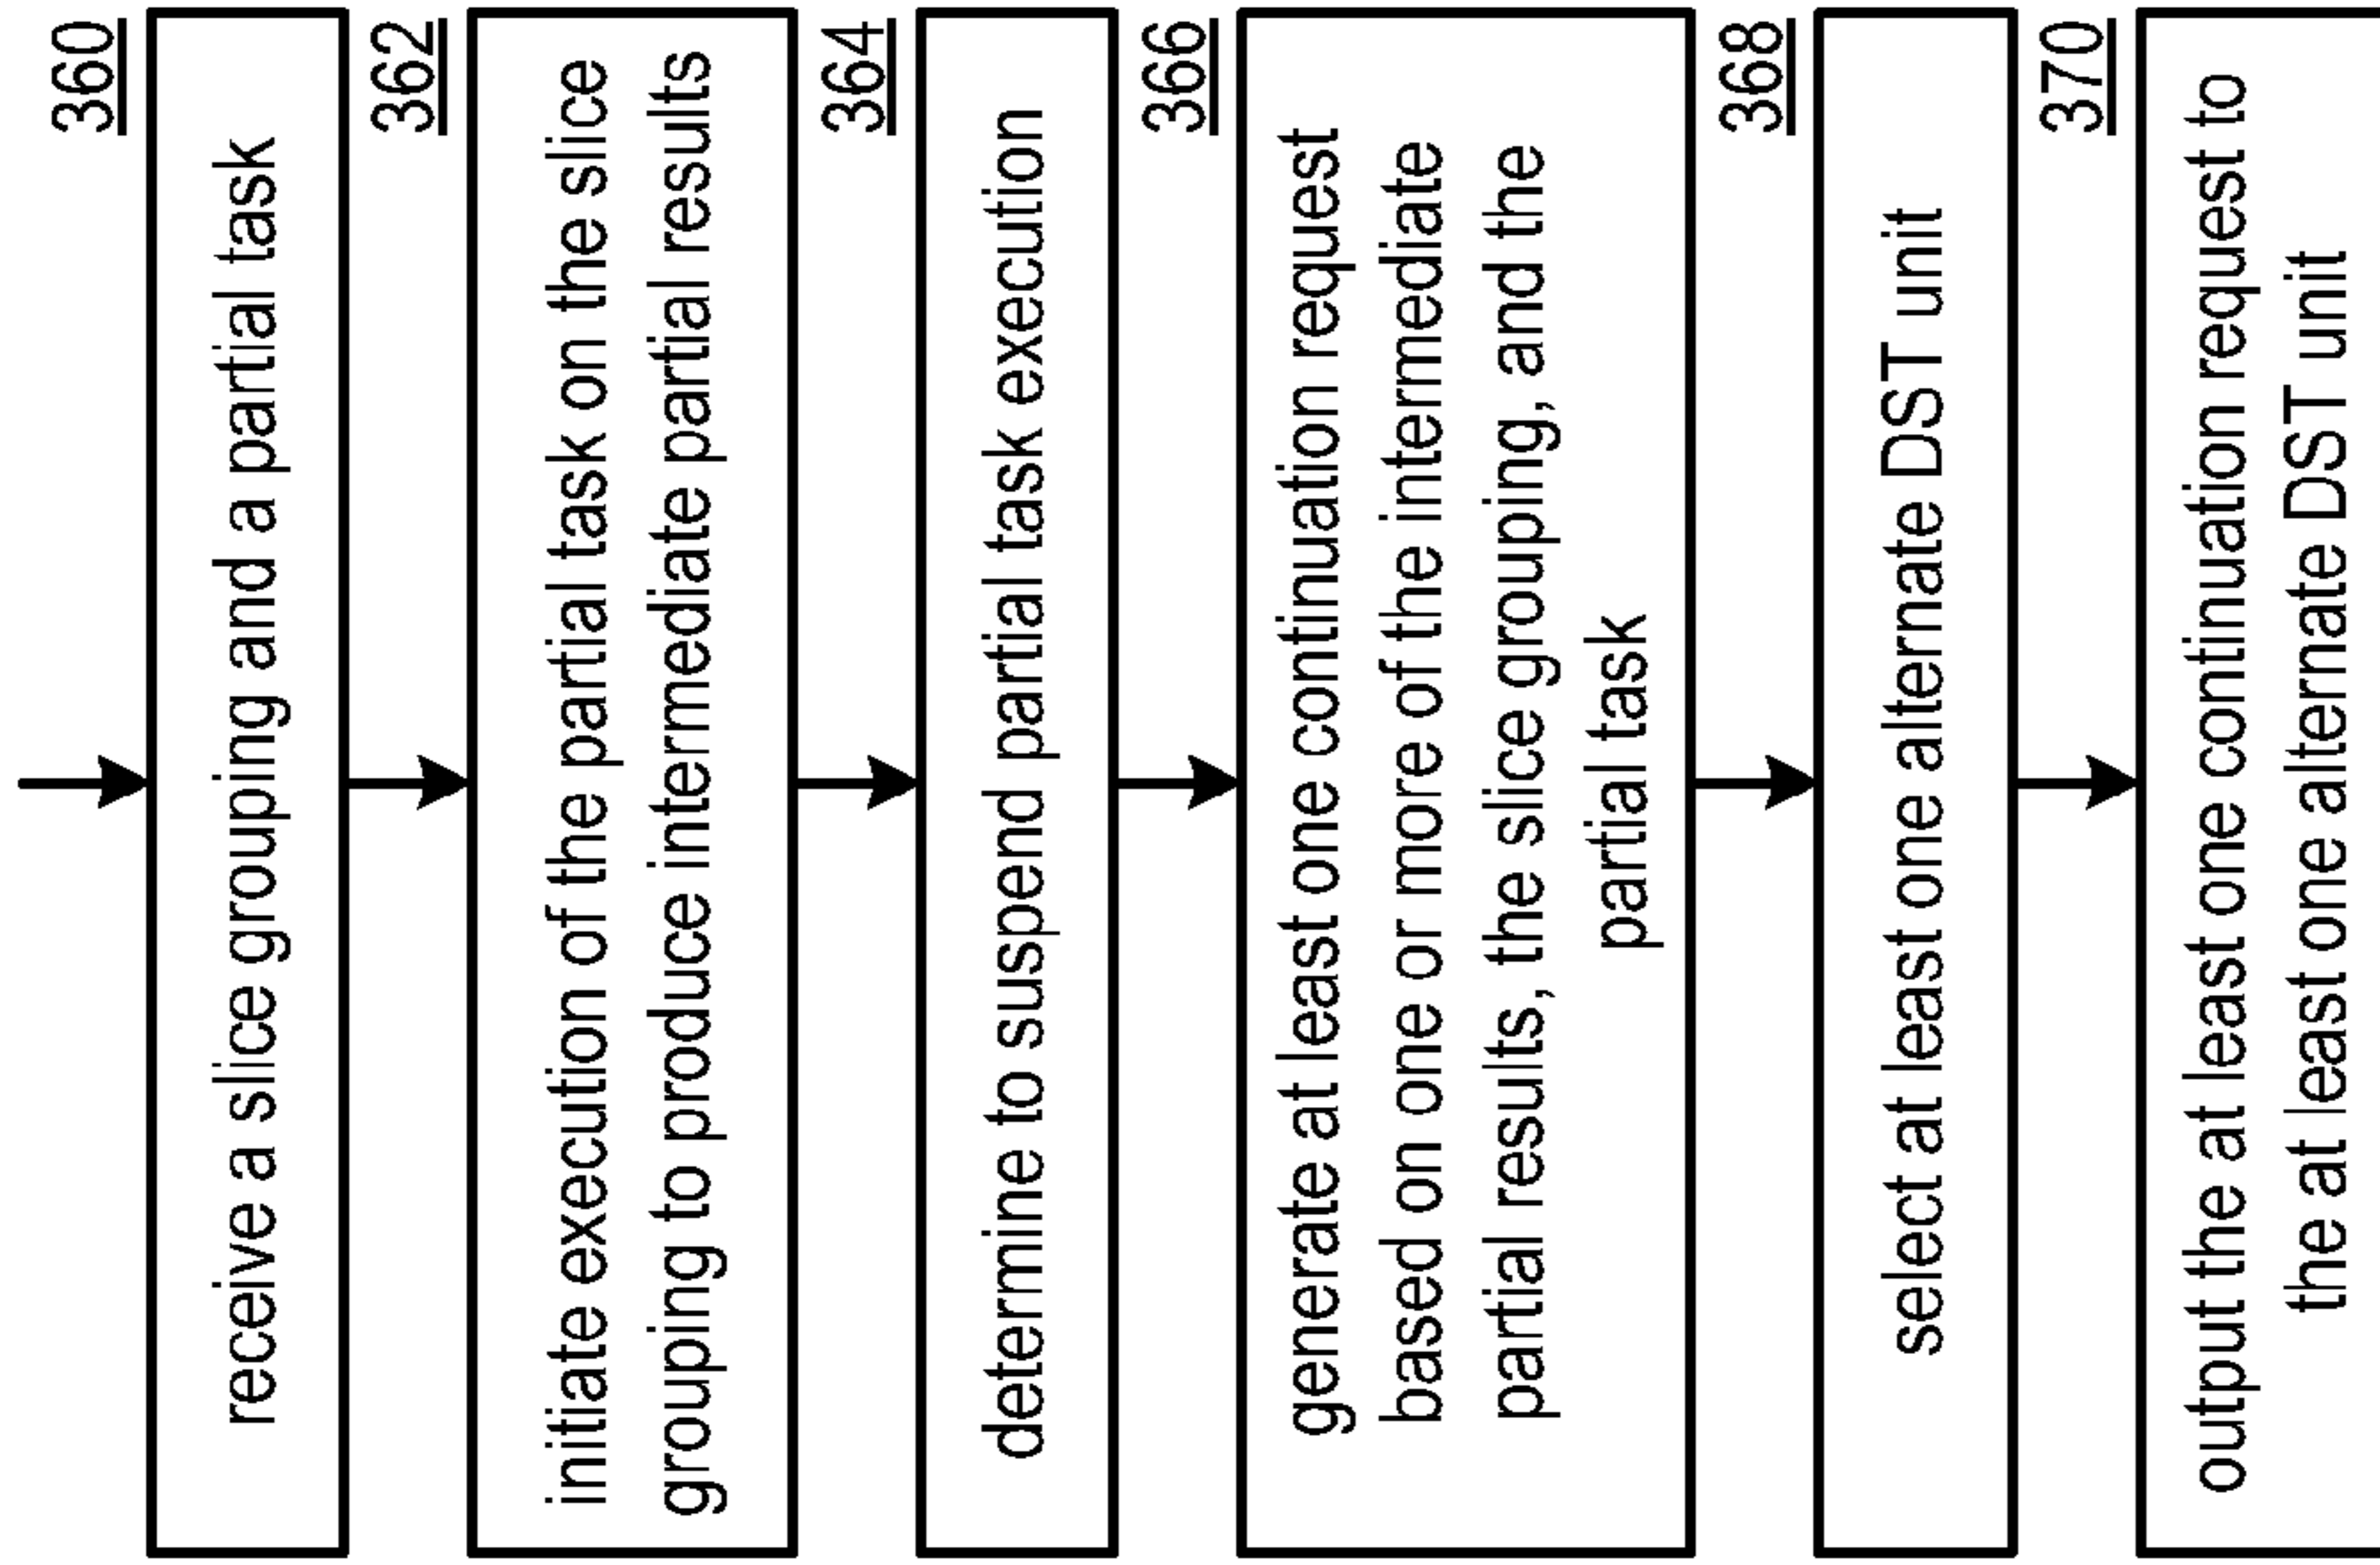 360
receive a slice grouping and a partial task
362
initiate execution of the partial task on the slice
grouping to produce intermediate partial results
364
determine to suspend partial task execution
366
generate at least one continuation request
based on one or more of the intermediate
partial results, the slice grouping, and the
partial task
368
select at least one alternate DST unit
370
output the at least one continuation request to
the at least one alternate DST unit